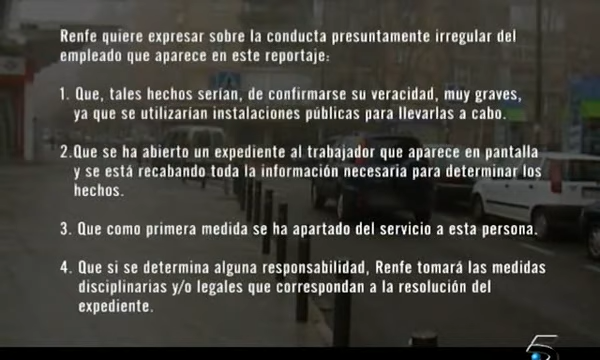 Renfe quiere expresar sobre la conducta presuntamente irregular del
empleado que aparece en este reportaje:
1. Que, tales hechos serían, de confirmarse su veracidad, muy graves,
ya que se utilizarían instalaciones públicas para llevarlas a cabo.
2.Que se ha abierto un expediente al trabajador que aparece en pantalla
y se está recabando toda la información necesaria para determinar los
hechos.
3. Que como primera medida se ha apartado del servicio a esta persona.
4. Que si se determina alguna responsabilidad, Renfe tomará las medidas
disciplinarias y/o legales que correspondan a la resolución del
expediente.
5